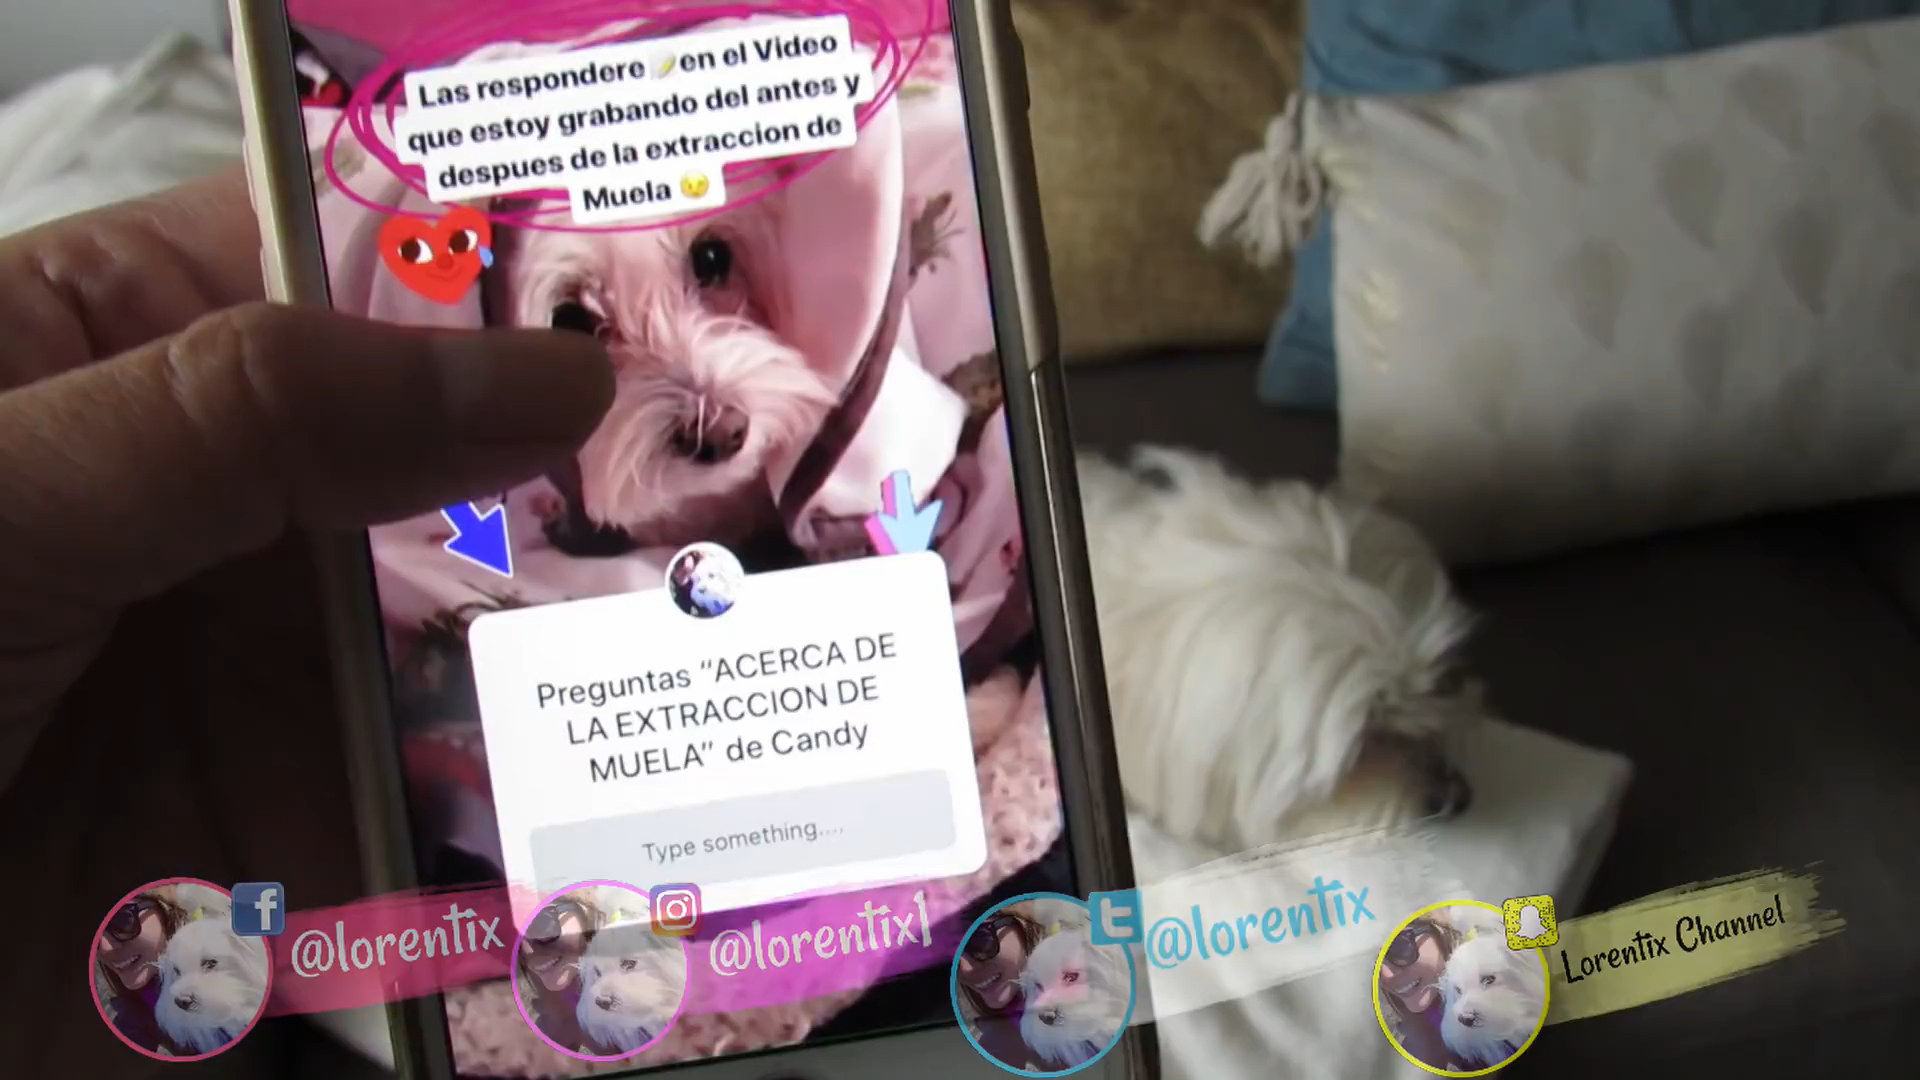 Las respondere en el Video
que estoy grabando del antes y
despues de la extraccion de
Muela
Preguntas “ACERCA DE
LA EXTRACCION DE
MUELA” de Candy
Type something....
@lorentix
@lorentix1
@lorentix
Lorentix Channel